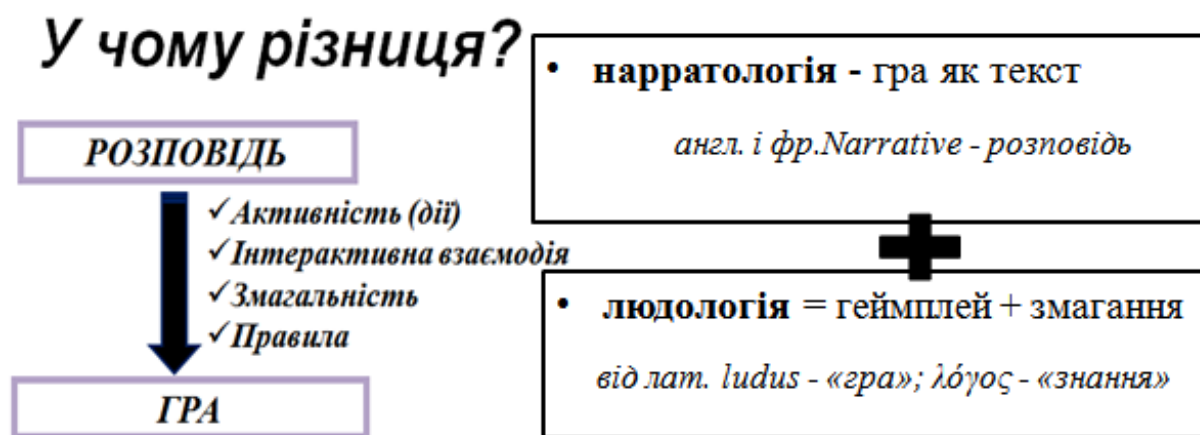 У чому різниця?
РОЗПОВІДЬ
✓Активність (дії)
✓Інтерактивна взаємодія
✓Змагальність
✓Правила
ГРА
• нарратологія - гра як текст
англ. і фр.Narrative - розповідь
• людологія = геймплей + змагання
від лат. ludus - «гра»; λόγος - «знання»